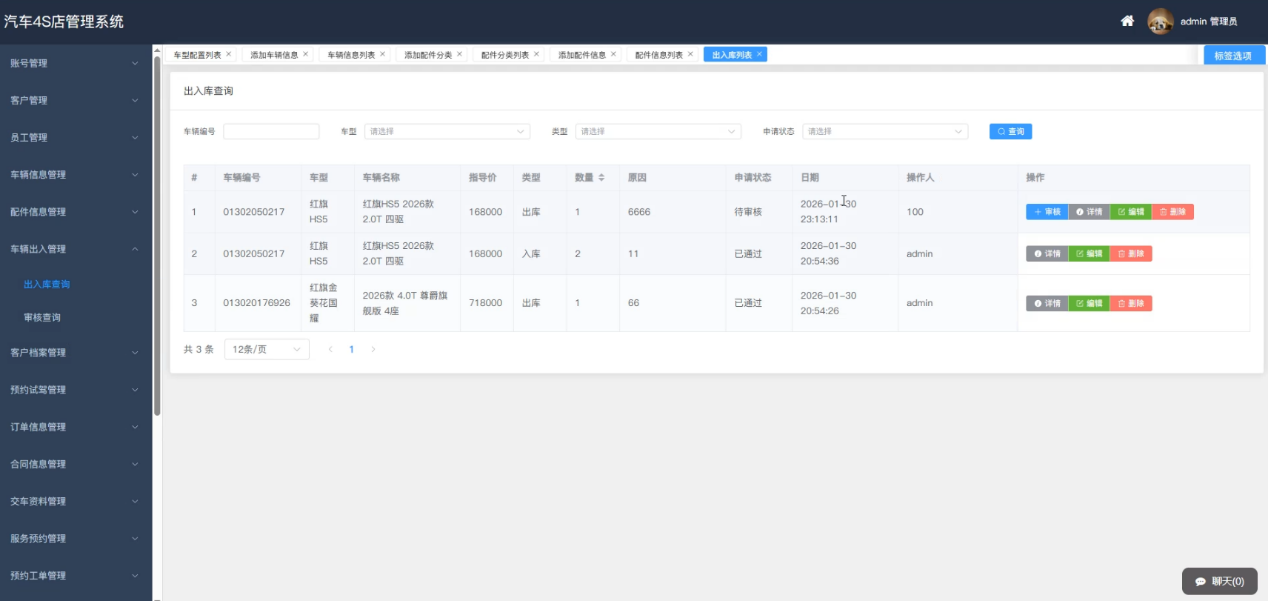 汽车4S店管理系统
admin 管理员
账号管理
客户管理
员工管理
车辆信息管理
配件信息管理
车辆出入管理
出入库查询
审核查询
客户档案管理
预约试驾管理
订单信息管理
合同信息管理
交车资料管理
服务预约管理
预约工单管理
车型配置列表 × 添加车辆信息 × 车辆信息列表 × 添加配件分类 × 配件分类列表 × 添加配件信息 × 配件信息列表 × 出入库列表 × 标签选项
出入库查询
车辆编号 车型 请选择 类型 请选择 申请状态 请选择 查询
# 车辆编号 车型 车辆名称 指导价 类型 数量 原因 申请状态 日期 操作人 操作
1 01302050217 红旗HS5 红旗HS5 2026款 2.0T 四驱 168000 出库 1 6666 待审核 2026-01-30 23:13:11 100 + 审核 详情 编辑 删除
2 01302050217 红旗HS5 红旗HS5 2026款 2.0T 四驱 168000 入库 2 11 已通过 2026-01-30 20:54:36 admin 详情 编辑 删除
3 013020176926 红旗金葵花国耀 2026款 4.0T 尊爵旗舰版 4座 718000 出库 1 66 已通过 2026-01-30 20:54:26 admin 详情 编辑 删除
共 3 条 12条/页 1
聊天(0)